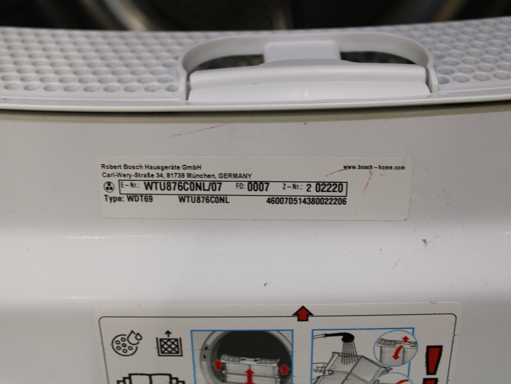 Robert Bosch Hausgeräte GmbH www.bosch-home.com
Carl-Wery-Straße 34, 81739 München, GERMANY
E-Nr.: WTU876C0NL/07 FD: 0007 Z-Nr.: 2 02220
Type: WDT69 WTU876C0NL 460070514380022206